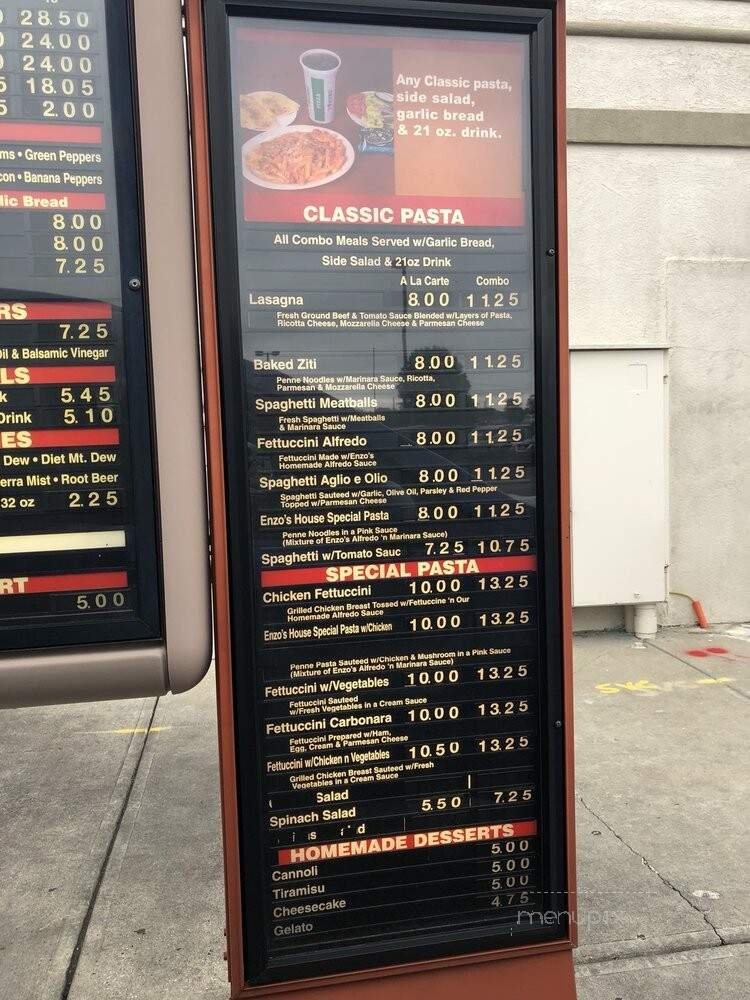 28.50
24.00
24.00
18.05
2.00
• Green Peppers
• Banana Peppers
Bread
8.00
8.00
7.25
7.25
& Balsamic Vinegar
5.45
5.10
Dew • Diet Mt. Dew
Mist • Root Beer
32 oz 2.25
5.00
Any Classic pasta,
side salad,
garlic bread
& 21 oz. drink.
CLASSIC PASTA
All Combo Meals Served w/Garlic Bread,
Side Salad & 21oz Drink
A La Carte Combo
Lasagna 8.00 11.25
Fresh Ground Beef & Tomato Sauce Blended w/Layers of Pasta,
Ricotta Cheese, Mozzarella Cheese & Parmesan Cheese
Baked Ziti 8.00 11.25
Penne Noodles w/Marinara Sauce, Ricotta,
Parmesan & Mozzarella Cheese
Spaghetti Meatballs 8.00 11.25
Fresh Spaghetti w/Meatballs
& Marinara Sauce
Fettuccini Alfredo 8.00 11.25
Fettuccini Made w/Enzo's
Homemade Alfredo Sauce
Spaghetti Aglio e Olio 8.00 11.25
Spaghetti Sauteed w/Garlic, Olive Oil, Parsley & Red Pepper
Topped w/Parmesan Cheese
Enzo's House Special Pasta 8.00 11.25
Penne Noodles in a Pink Sauce
(Mixture of Enzo's Alfredo 'n Marinara Sauce)
Spaghetti w/Tomato Sauc 7.25 10.75
SPECIAL PASTA
Chicken Fettuccini 10.00 13.25
Grilled Chicken Breast Tossed w/Fettuccine 'n Our
Homemade Alfredo Sauce
Enzo's House Special Pasta w/Chicken 10.00 13.25
Penne Pasta Sauteed w/Chicken & Mushroom in a Pink Sauce
(Mixture of Enzo's Alfredo 'n Marinara Sauce)
Fettuccini w/Vegetables 10.00 13.25
Fettuccini Sauteed
w/Fresh Vegetables in a Cream Sauce
Fettuccini Carbonara 10.00 13.25
Fettuccini Prepared w/Ham,
Egg, Cream & Parmesan Cheese
Fettuccini w/Chicken n Vegetables 10.50 13.25
Grilled Chicken Breast Sauteed w/Fresh
Vegetables in a Cream Sauce
Salad
Spinach Salad 5.50 7.25
HOMEMADE DESSERTS
Cannoli 5.00
Tiramisu 5.00
Cheesecake 5.00
Gelato 4.75
menupix